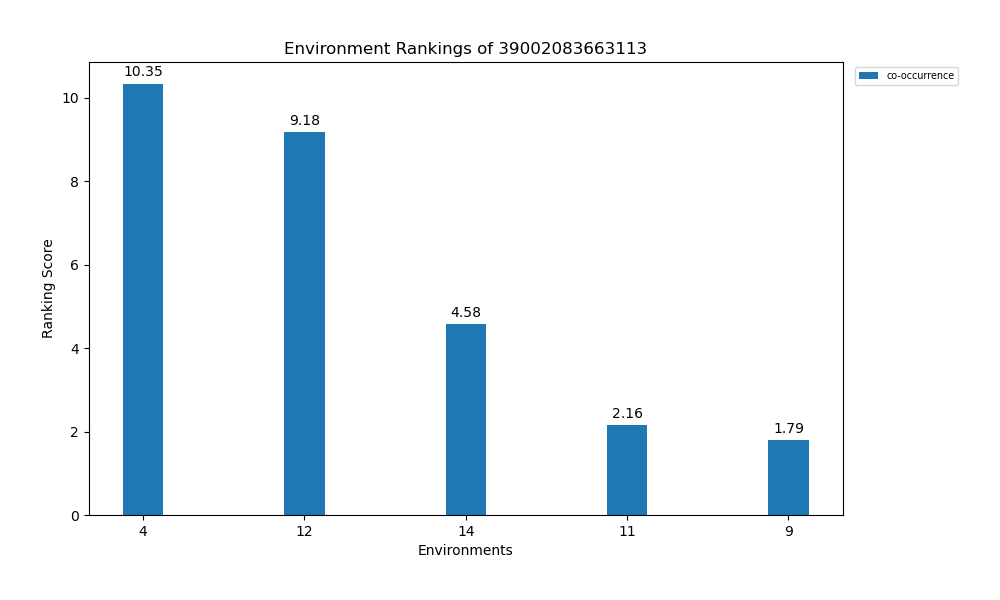 Environment Rankings of 39002083663113
co-occurrence
10.35
9.18
4.58
2.16
1.79
10
8
6
4
2
0
Ranking Score
4 12 14 11 9
Environments